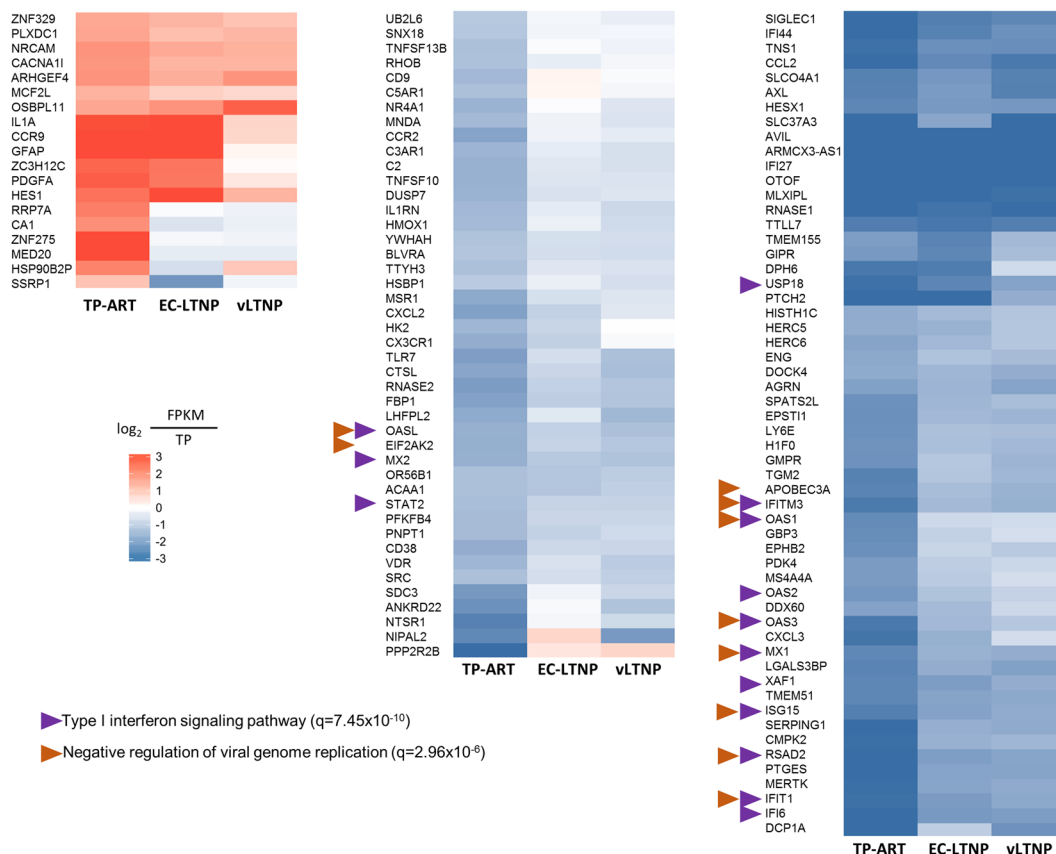 ZNF329
PLXDC1
NRCAM
CACNA1I
ARHGEF4
MCF2L
OSBPL11
IL1A
CCR9
GFAP
ZC3H12C
PDGFA
HES1
RRP7A
CA1
ZNF275
MED20
HSP90B2P
SSRP1
TP-ART EC-LTNP vLTNP
log2 FPKM
TP
3
2
1
0
-1
-2
-3
UB2L6
SNX18
TNFSF13B
RHOB
CD9
C5AR1
NR4A1
MNDA
CCR2
C3AR1
C2
TNFSF10
DUSP7
IL1RN
HMOX1
YWHAH
BLVRA
TTYH3
HSBP1
MSR1
CXCL2
HK2
CX3CR1
TLR7
CTSL
RNASE2
FBP1
LHFPL2
OASL
EIF2AK2
MX2
OR56B1
ACAA1
STAT2
PFKFB4
PNPT1
CD38
VDR
SRC
SDC3
ANKRD22
NTSR1
NIPAL2
PPP2R2B
TP-ART EC-LTNP vLTNP
SIGLEC1
IFI44
TNS1
CCL2
SLCO4A1
AXL
HESX1
SLC37A3
AVIL
ARMCX3-AS1
IFI27
OTOF
MLXIPL
RNASE1
TTLL7
TMEM155
GIPR
DPH6
USP18
PTCH2
HISTH1C
HERC5
HERC6
ENG
DOCK4
AGRN
SPATS2L
EPSTI1
LY6E
H1F0
GMPR
TGM2
APOBEC3A
IFITM3
OAS1
GBP3
EPHB2
PDK4
MS4A4A
OAS2
DDX60
OAS3
CXCL3
MX1
LGALS3BP
XAF1
TMEM51
ISG15
SERPING1
CMPK2
RSAD2
PTGES
MERTK
IFIT1
IFI6
DCP1A
TP-ART EC-LTNP vLTNP
Type I interferon signaling pathway (q=7.45x10-10)
Negative regulation of viral genome replication (q=2.96x10-6)